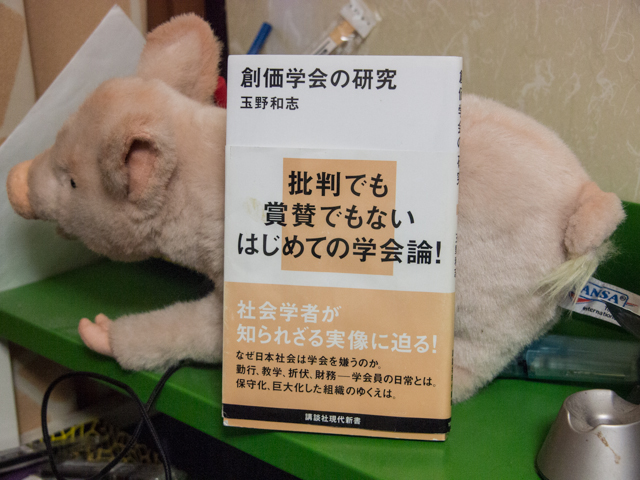 創価学会の研究
玉野和志
批判でも
賞賛でもない
はじめての学会論!
社会学者が
知られざる実像に迫る!
なぜ日本社会は学会を嫌うのか。
勤行、教学、折伏、財務──学会員の日常とは。
保守化、巨大化した組織のゆくえは。
講談社現代新書
ANSA
International